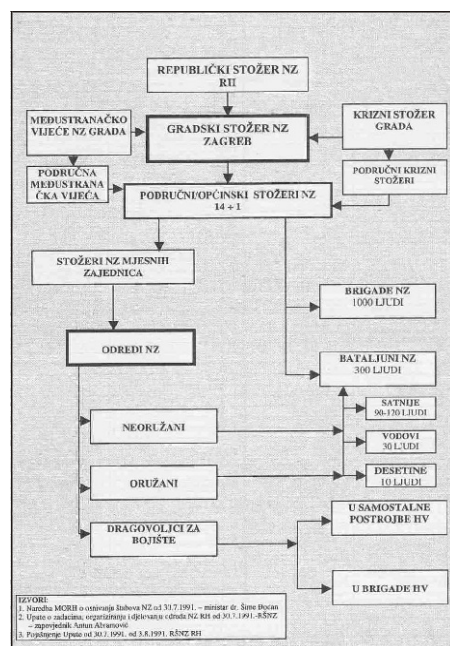 REPUBLIČKI STOŽER NZ
RH
MEĐUSTRANAČKO
VIJEĆE NZ GRADA
GRADSKI STOŽER NZ
ZAGREB
KRIZNI STOŽER
GRADA
PODRUČNA
MEĐUSTRANA
ČKA VIJEĆA
PODRUČNI KRIZNI
STOŽERI
PODRUČNI/OPĆINSKI STOŽERI NZ
14 + 1
STOŽERI NZ MJESNIH
ZAJEDNICA
BRIGADE NZ
1000 LJUDI
ODREDI NZ
BATALJUNI NZ
300 LJUDI
SATNIJE
90-120 LJUDI
NEORUŽANI
VODOVI
30 LJUDI
ORUŽANI
DESETINE
10 LJUDI
DRAGOVOLJCI ZA
BOJIŠTE
U SAMOSTALNE
POSTROJBE HV
U BRIGADE HV
IZVORI:
1. Naredba MORH o osnivanju štabova NZ od 30.7.1991. – ministar dr. Šime Đodan
2. Upute o zadacima, organiziranju i djelovanju odreda NZ RH od 30.7.1991.-RŠNZ
– zapovjednik Antun Abramović
3. Pojašnjenje Upute od 30.7.1991. od 3.8.1991. RŠNZ RH